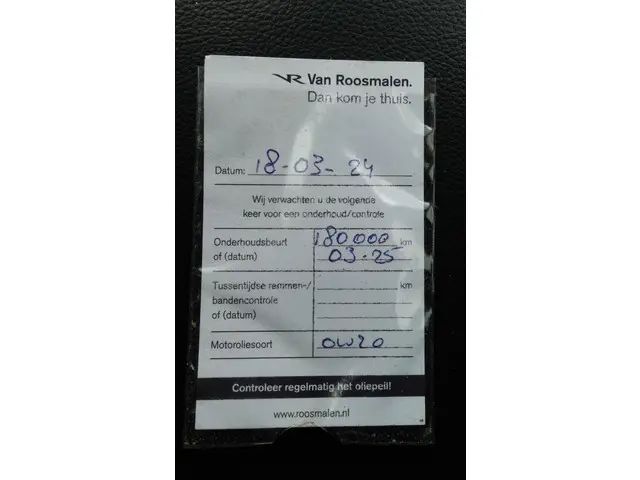 VR Van Roosmalen.
Dan kom je thuis.
Datum: 18-03-24
Wij verwachten u de volgende
keer voor een onderhoud/controle
Onderhoudsbeurt 180000 km
of (datum) 03-25
Tussentijdse remmen-/ km
bandencontrole
of (datum)
Motoroliesoort 0W20
Controleer regelmatig het oliepeil!
www.roosmalen.nl